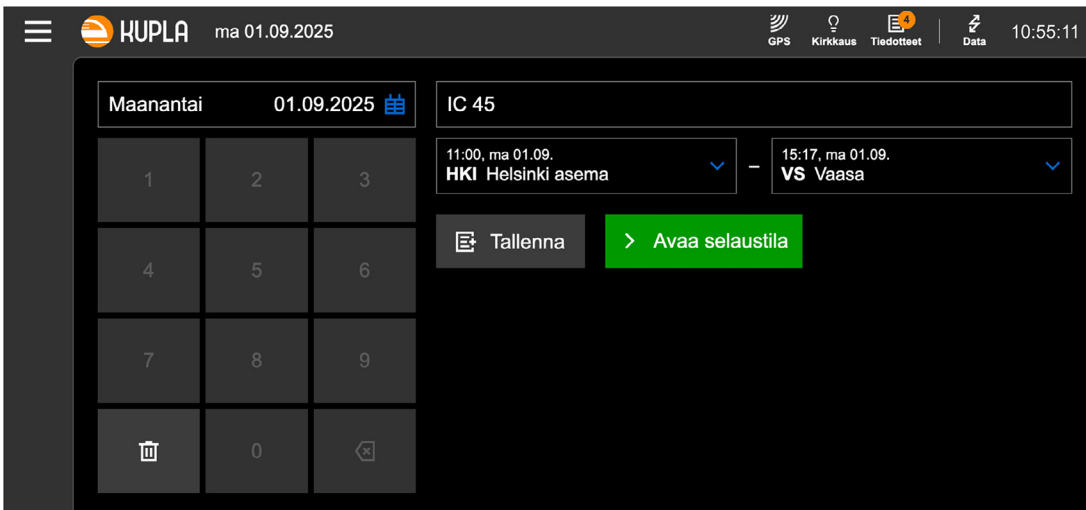 KUPLA ma 01.09.2025 GPS Kirkkaus 4 Tiedotteet Data 10:55:11
Maanantai 01.09.2025
IC 45
1 2 3
11:00, ma 01.09.
HKI Helsinki asema
–
15:17, ma 01.09.
VS Vaasa
Tallenna
Avaa selaustila
4 5 6
7 8 9
0